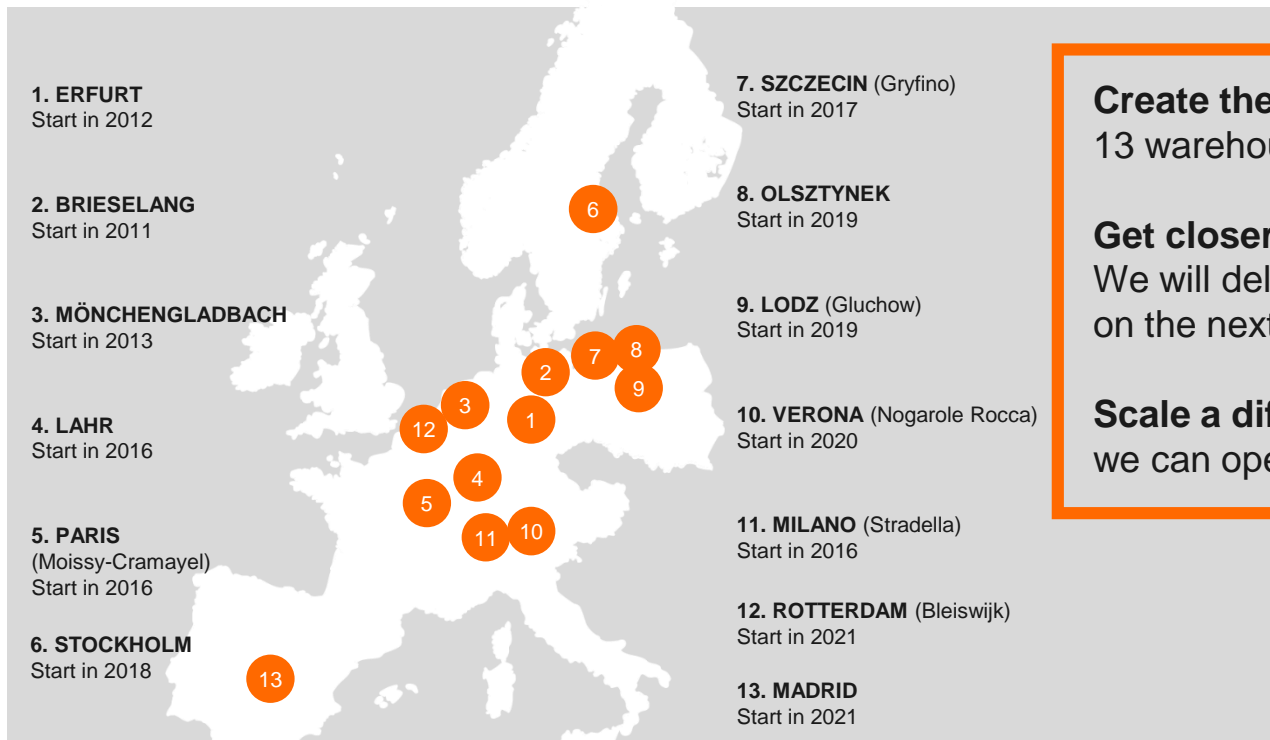 1. ERFURT
Start in 2012
2. BRIESELANG
Start in 2011
3. MÖNCHENGLADBACH
Start in 2013
4. LAHR
Start in 2016
5. PARIS
(Moissy-Cramayel)
Start in 2016
6. STOCKHOLM
Start in 2018
6
7
8
2
9
3
12
1
4
5
11
10
13
7. SZCZECIN (Gryfino)
Start in 2017
8. OLSZTYNEK
Start in 2019
9. LODZ (Gluchow)
Start in 2019
10. VERONA (Nogarole Rocca)
Start in 2020
11. MILANO (Stradella)
Start in 2016
12. ROTTERDAM (Bleiswijk)
Start in 2021
13. MADRID
Start in 2021
Create the
13 warehou
Get closer
We will del
on the next
Scale a dif
we can ope